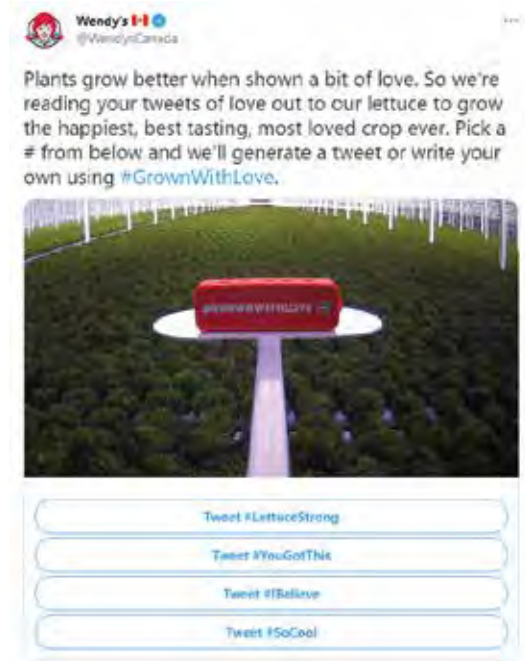 Wendy's
@WendysCanada
Plants grow better when shown a bit of love. So we're
reading your tweets of love out to our lettuce to grow
the happiest, best tasting, most loved crop ever. Pick a
# from below and we'll generate a tweet or write your
own using #GrownWithLove.
#GROWNWITHLOVE
Tweet #LettuceStrong
Tweet #YouGotThis
Tweet #IBelieve
Tweet #SoCool